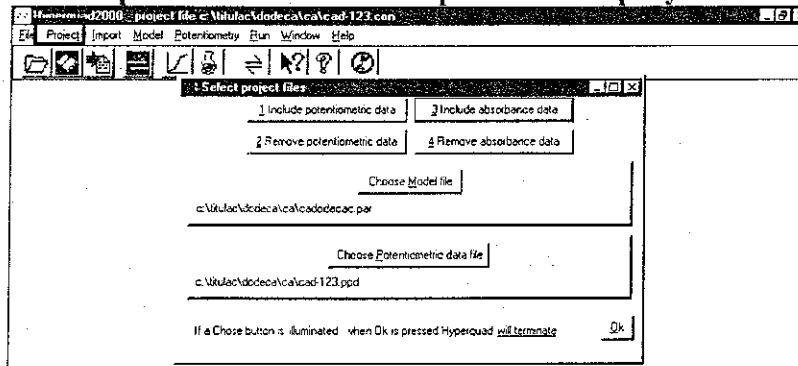 Hyperquad2000 - project file c:\titulac\dodeca\ca\cad-123.con
File Project Import Model Potentiometry Run Window Help
Select project files
1 Include potentiometric data 3 Include absorbance data
2 Remove potentiometric data 4 Remove absorbance data
Choose Model file
c:\titulac\dodeca\ca\cadodecac.par
Choose Potentiometric data file
c:\titulac\dodeca\ca\cad-123.ppd
If a Chose button is illuminated when Ok is pressed Hyperquad will terminate Ok